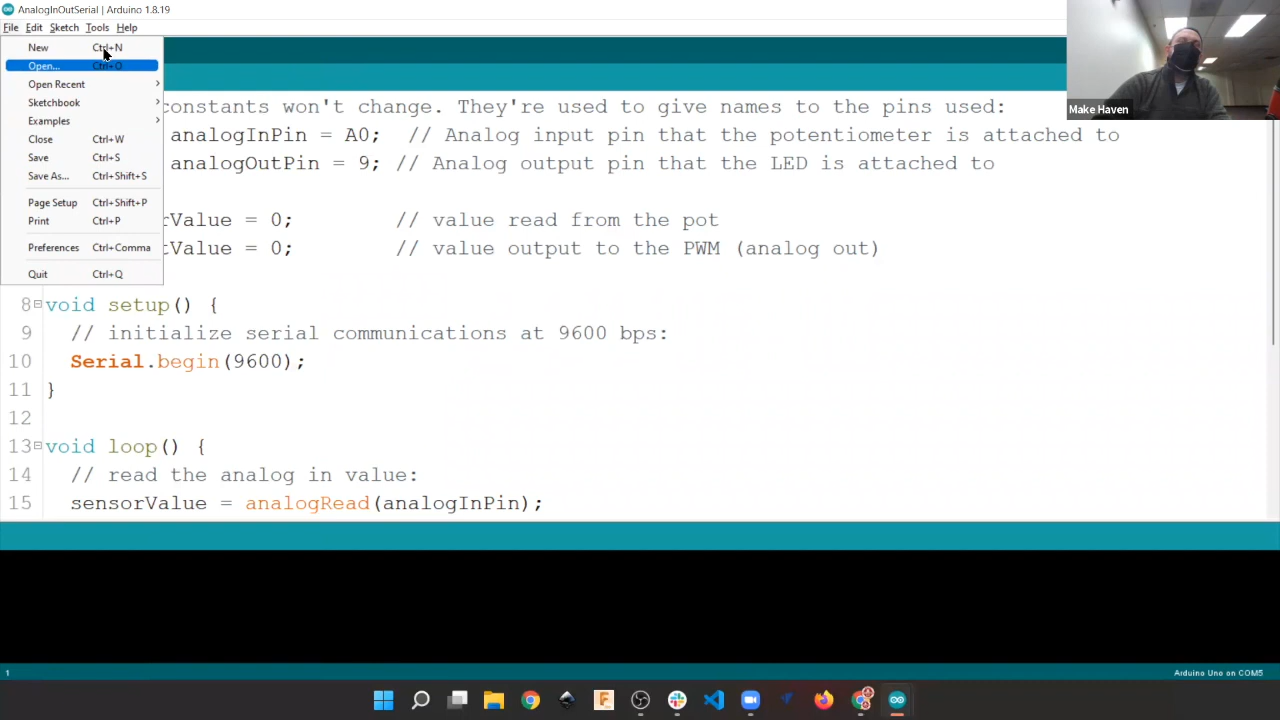 AnalogInOutSerial | Arduino 1.8.19
File Edit Sketch Tools Help
New Ctrl+N
Open... Ctrl+O
Open Recent
Sketchbook
Examples
Close Ctrl+W
Save Ctrl+S
Save As... Ctrl+Shift+S
Page Setup Ctrl+Shift+P
Print Ctrl+P
Preferences Ctrl+Comma
Quit Ctrl+Q
Make Haven
constants won't change. They're used to give names to the pins used:
analogInPin = A0; // Analog input pin that the potentiometer is attached to
analogOutPin = 9; // Analog output pin that the LED is attached to
rValue = 0; // value read from the pot
tValue = 0; // value output to the PWM (analog out)
8 void setup() {
9 // initialize serial communications at 9600 bps:
10 Serial.begin(9600);
11 }
12
13 void loop() {
14 // read the analog in value:
15 sensorValue = analogRead(analogInPin);
1 Arduino Uno on COM5